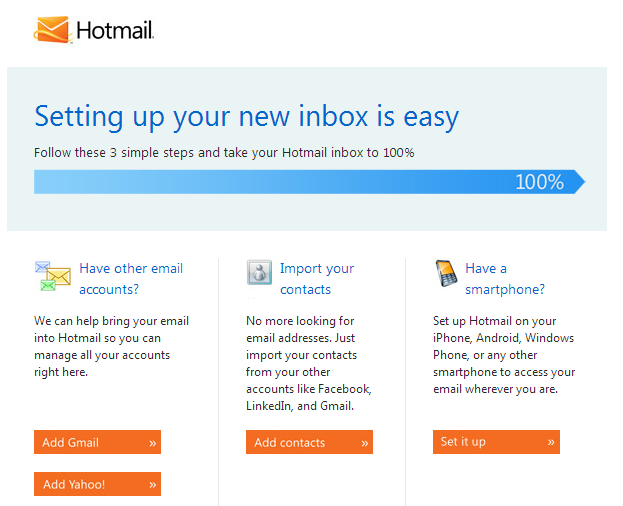 Hotmail
Setting up your new inbox is easy
Follow these 3 simple steps and take your Hotmail inbox to 100%
100%
Have other email
accounts?
We can help bring your email
into Hotmail so you can
manage all your accounts
right here.
Add Gmail »
Add Yahoo! »
Import your
contacts
No more looking for
email addresses. Just
import your contacts
from your other
accounts like Facebook,
LinkedIn, and Gmail.
Add contacts »
Have a
smartphone?
Set up Hotmail on your
iPhone, Android, Windows
Phone, or any other
smartphone to access your
email wherever you are.
Set it up »